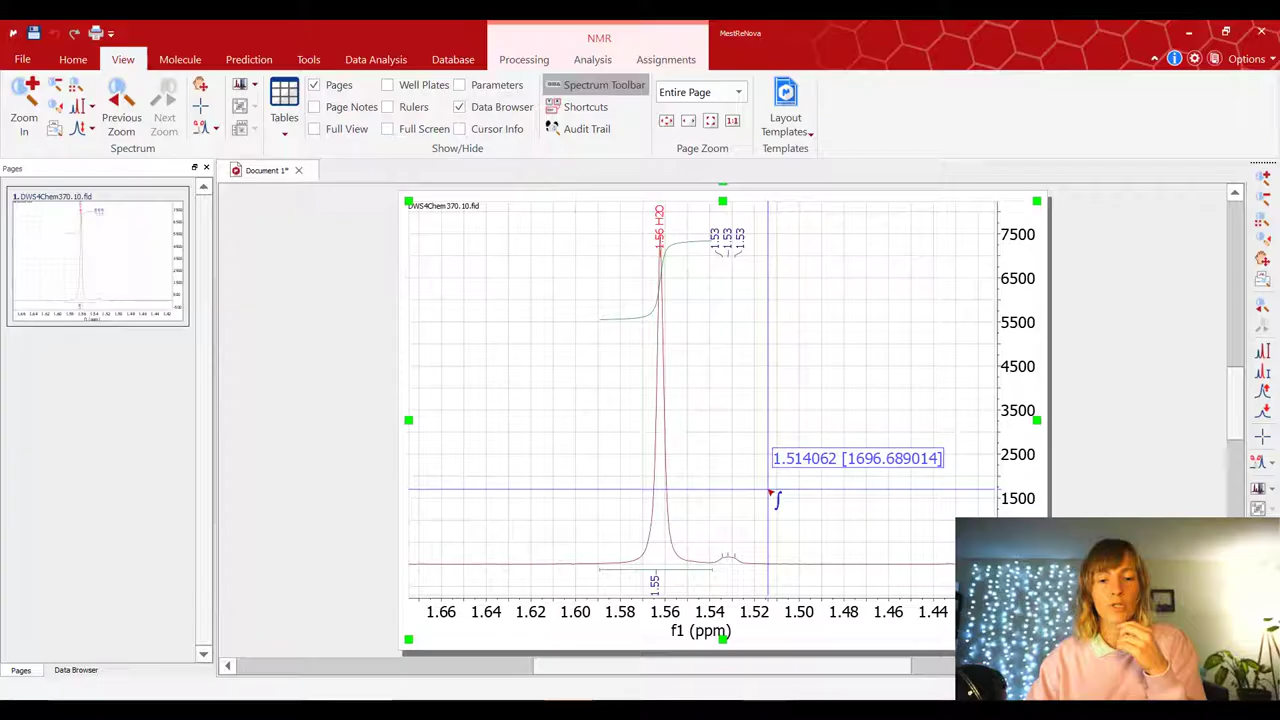 NMR
MestReNova
File
Home
View
Molecule
Prediction
Tools
Data Analysis
Database
Processing
Analysis
Assignments
Options
Zoom In
Previous Zoom
Next Zoom
Spectrum
Tables
Pages
Well Plates
Parameters
Page Notes
Rulers
Data Browser
Full View
Full Screen
Cursor Info
Show/Hide
Spectrum Toolbar
Shortcuts
Audit Trail
Entire Page
1:1
Page Zoom
Layout Templates
Templates
Pages
Document 1*
1. DWS4Chem370.10.fid
DWS4Chem370.10.fid
1.56 H2O
1.53
1.53
1.53
7500
6500
5500
4500
3500
2500
1500
1.514062 [1696.689014]
1.55
1.66 1.64 1.62 1.60 1.58 1.56 1.54 1.52 1.50 1.48 1.46 1.44
f1 (ppm)
Pages
Data Browser